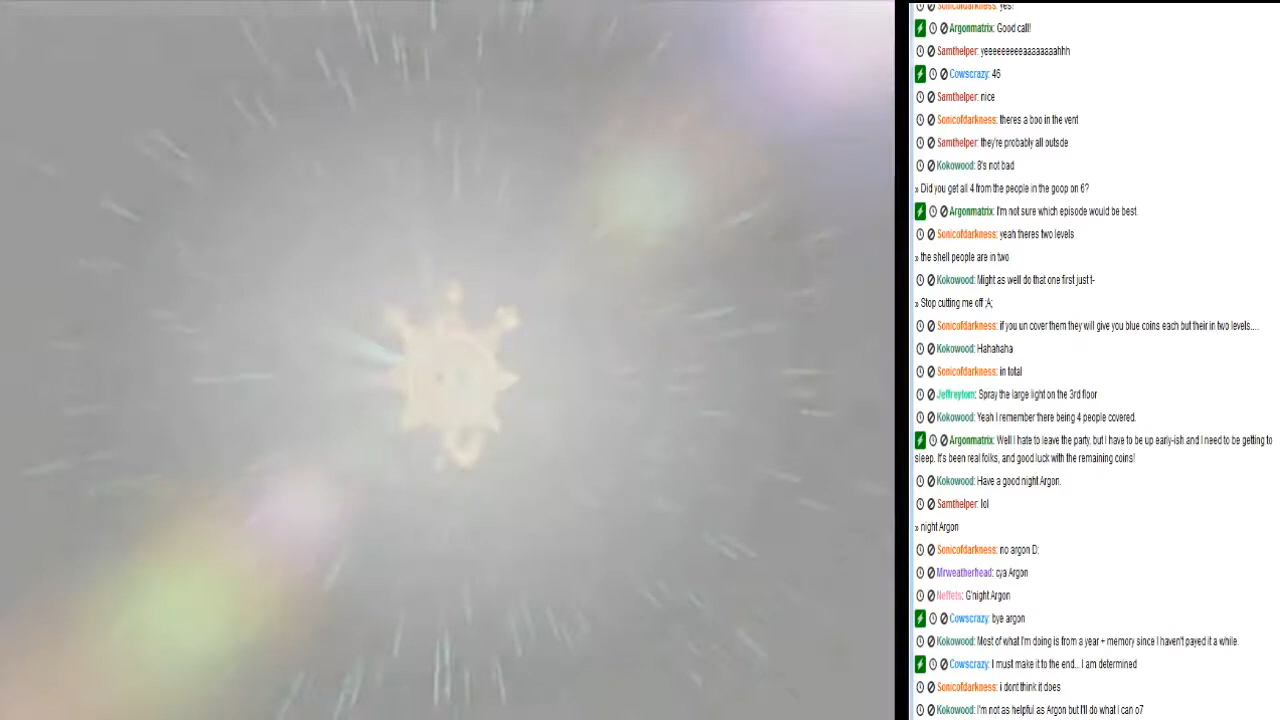 Sonicofdarkness: yes!
Argonmatrix: Good call!
Samthelper: yeeeeeeeeeaaaaaaaahhh
Cowscrazy: 46
Samthelper: nice
Sonicofdarkness: theres a boo in the vent
Samthelper: they're probably all outsde
Kokowood: 8's not bad
» Did you get all 4 from the people in the goop on 6?
Argonmatrix: I'm not sure which episode would be best.
Sonicofdarkness: yeah theres two levels
» the shell people are in two
Kokowood: Might as well do that one first just t-
» Stop cutting me off ;A;
Sonicofdarkness: if you un cover them they will give you blue coins each but their in two levels.....
Kokowood: Hahahaha
Sonicofdarkness: in total
Jeffreytom: Spray the large light on the 3rd floor
Kokowood: Yeah I remember there being 4 people covered.
Argonmatrix: Well I hate to leave the party, but I have to be up early-ish and I need to be getting to
sleep. It's been real folks, and good luck with the remaining coins!
Kokowood: Have a good night Argon.
Samthelper: lol
» night Argon
Sonicofdarkness: no argon D:
Mrweatherhead: cya Argon
Neffets: G'night Argon
Cowscrazy: bye argon
Kokowood: Most of what I'm doing is from a year + memory since I haven't payed it a while.
Cowscrazy: I must make it to the end... I am determined
Sonicofdarkness: i dont think it does
Kokowood: I'm not as helpful as Argon but I'll do what I can o7